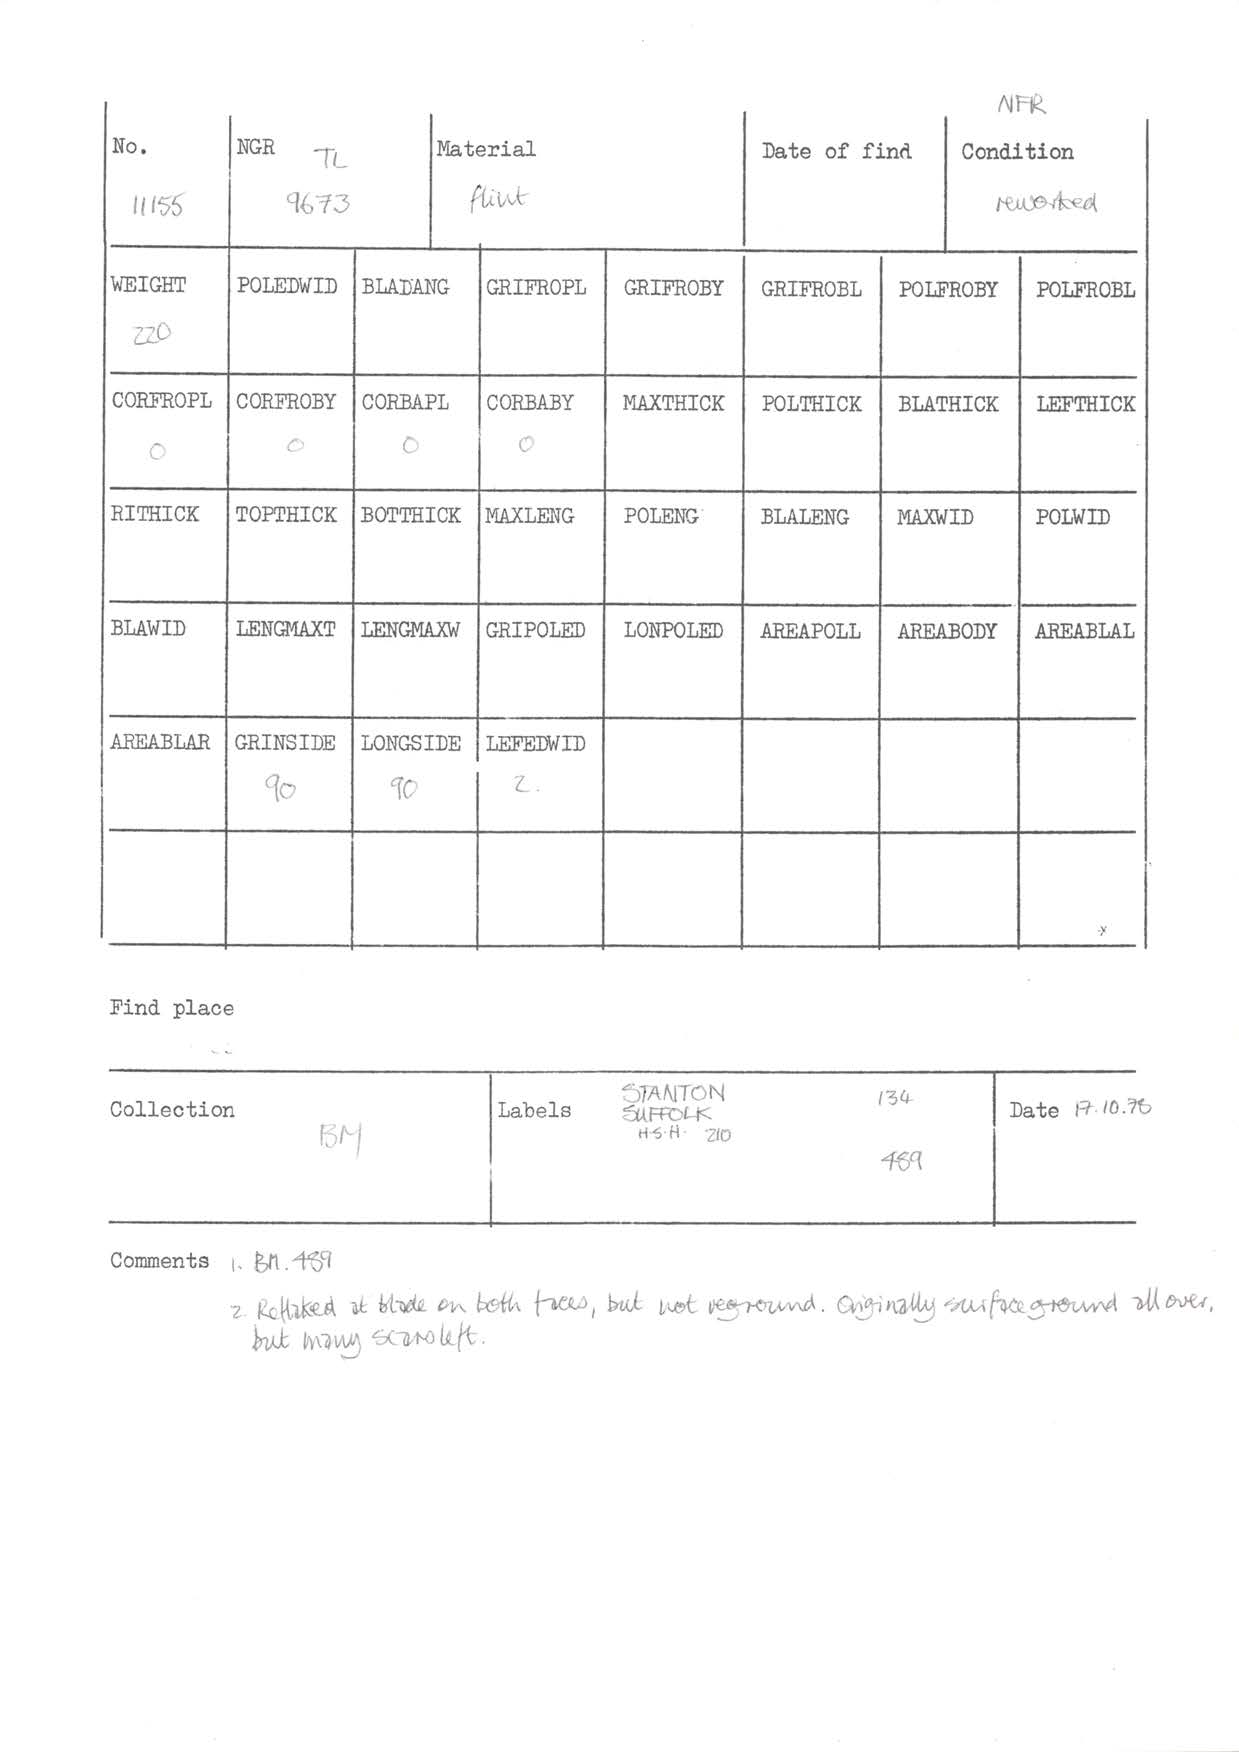 NFR
No. NGR TL Material Date of find Condition
11155 9673 flint reworked
WEIGHT POLEDWID BLADANG GRIFROPL GRIFROBY GRIFROBL POLFROBY POLFROBL
220
CORFROPL CORFROBY CORBAPL CORBABY MAXTHICK POLTHICK BLATHICK LEFTHICK
0 0 0 0
RITHICK TOPTHICK BOTTHICK MAXLENG POLENG BLALENG MAXWID POLWID
BLAWID LENGMAXT LENGMAXW GRIPOLED LONPOLED AREAPOLL AREABODY AREABLAL
AREABLAR GRINSIDE LONGSIDE LEFEDWID
90 90 2.
Find place
Collection BM Labels STANTON 134 Date 17.10.78
SUFFOLK
H.S.H. 210
489
Comments 1. BM.489
2. Reflaked at blade on both faces, but not reground. Originally surface ground all over,
but many scars left.